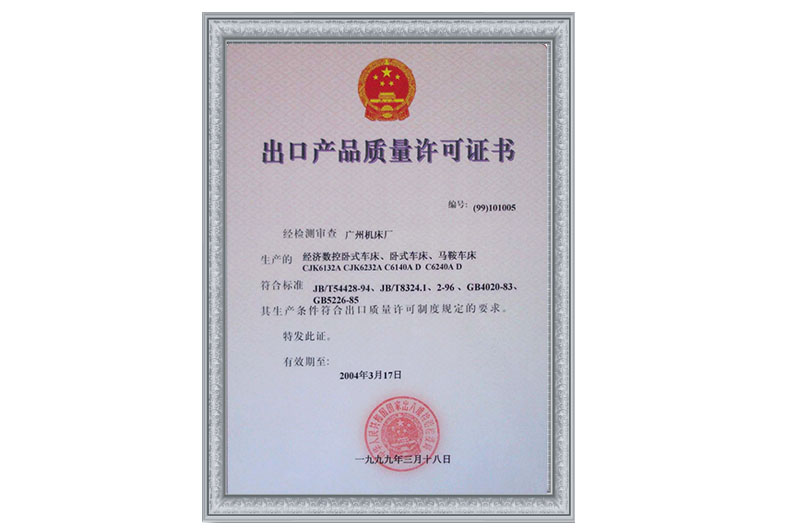 出口产品质量许可证书
编号: (99)101005
经检测审查 广州机床厂
生产的 经济数控卧式车床、卧式车床、马鞍车床
CJK6132A CJK6232A C6140A D C6240A D
符合标准 JB/T54428-94、JB/T8324.1、2-96 、GB4020-83、
GB5226-85
其生产条件符合出口质量许可制度规定的要求。
特发此证。
有效期至:
2004年3月17日
一九九九年三月十八日